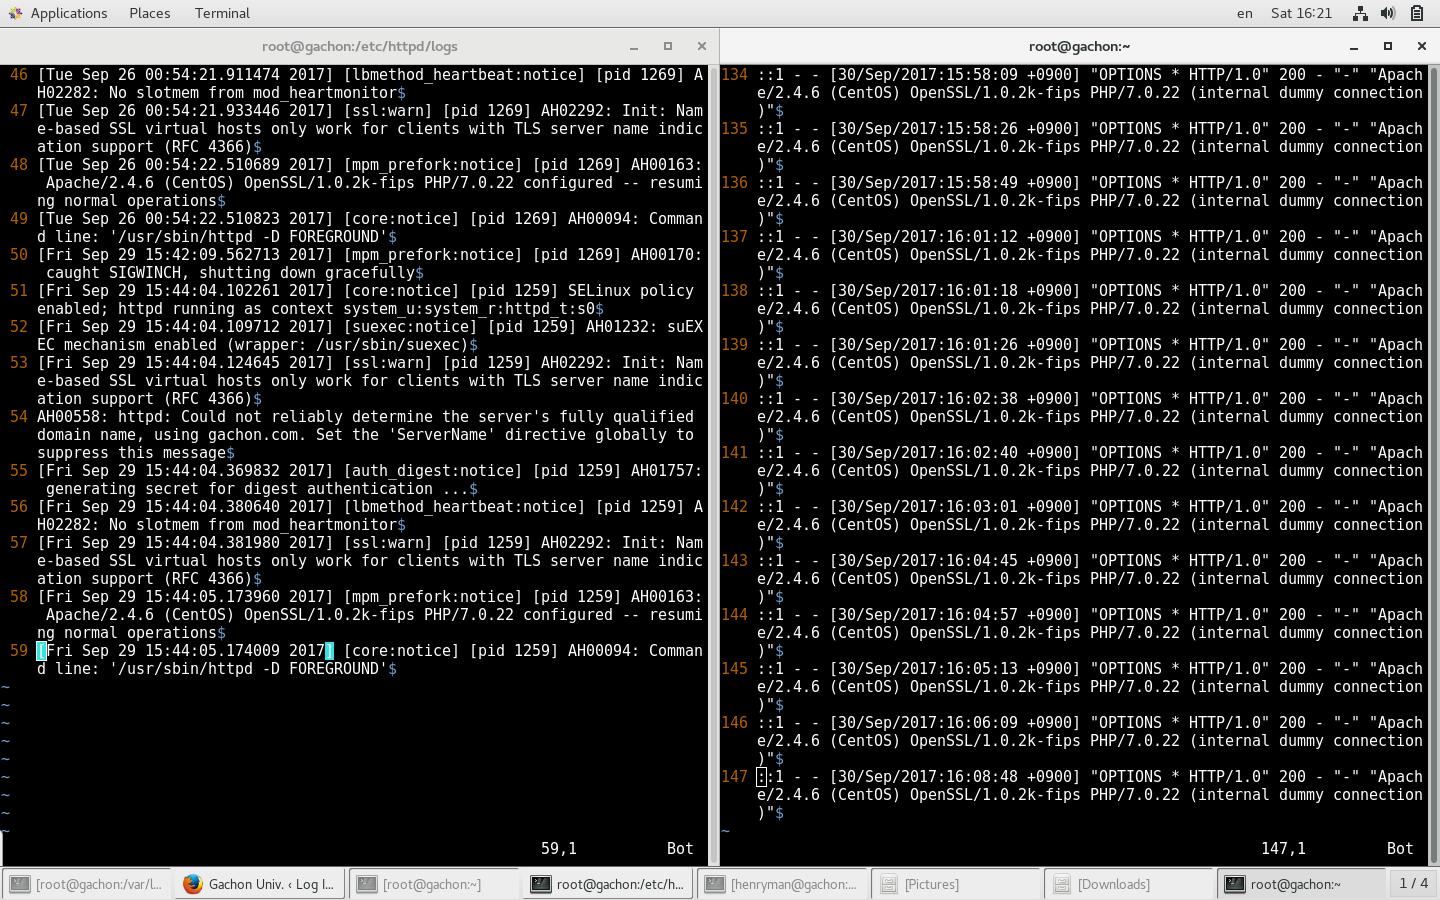 Applications Places Terminal en Sat 16:21
root@gachon:/etc/httpd/logs
46 [Tue Sep 26 00:54:21.911474 2017] [lbmethod_heartbeat:notice] [pid 1269] A
H02282: No slotmem from mod_heartmonitor$
47 [Tue Sep 26 00:54:21.933446 2017] [ssl:warn] [pid 1269] AH02292: Init: Nam
e-based SSL virtual hosts only work for clients with TLS server name indic
ation support (RFC 4366)$
48 [Tue Sep 26 00:54:22.510689 2017] [mpm_prefork:notice] [pid 1269] AH00163:
Apache/2.4.6 (CentOS) OpenSSL/1.0.2k-fips PHP/7.0.22 configured -- resumi
ng normal operations$
49 [Tue Sep 26 00:54:22.510823 2017] [core:notice] [pid 1269] AH00094: Comman
d line: '/usr/sbin/httpd -D FOREGROUND'$
50 [Fri Sep 29 15:42:09.562713 2017] [mpm_prefork:notice] [pid 1269] AH00170:
caught SIGWINCH, shutting down gracefully$
51 [Fri Sep 29 15:44:04.102261 2017] [core:notice] [pid 1259] SELinux policy
enabled; httpd running as context system_u:system_r:httpd_t:s0$
52 [Fri Sep 29 15:44:04.109712 2017] [suexec:notice] [pid 1259] AH01232: suEX
EC mechanism enabled (wrapper: /usr/sbin/suexec)$
53 [Fri Sep 29 15:44:04.124645 2017] [ssl:warn] [pid 1259] AH02292: Init: Nam
e-based SSL virtual hosts only work for clients with TLS server name indic
ation support (RFC 4366)$
54 AH00558: httpd: Could not reliably determine the server's fully qualified
domain name, using gachon.com. Set the 'ServerName' directive globally to
suppress this message$
55 [Fri Sep 29 15:44:04.369832 2017] [auth_digest:notice] [pid 1259] AH01757:
generating secret for digest authentication ...$
56 [Fri Sep 29 15:44:04.380640 2017] [lbmethod_heartbeat:notice] [pid 1259] A
H02282: No slotmem from mod_heartmonitor$
57 [Fri Sep 29 15:44:04.381980 2017] [ssl:warn] [pid 1259] AH02292: Init: Nam
e-based SSL virtual hosts only work for clients with TLS server name indic
ation support (RFC 4366)$
58 [Fri Sep 29 15:44:05.173960 2017] [mpm_prefork:notice] [pid 1259] AH00163:
Apache/2.4.6 (CentOS) OpenSSL/1.0.2k-fips PHP/7.0.22 configured -- resumi
ng normal operations$
59 [Fri Sep 29 15:44:05.174009 2017] [core:notice] [pid 1259] AH00094: Comman
d line: '/usr/sbin/httpd -D FOREGROUND'$
~
~
~
~
~
~
~
~
~
59,1 Bot
root@gachon:~
134 ::1 - - [30/Sep/2017:15:58:09 +0900] "OPTIONS * HTTP/1.0" 200 - "-" "Apach
e/2.4.6 (CentOS) OpenSSL/1.0.2k-fips PHP/7.0.22 (internal dummy connection
)"$
135 ::1 - - [30/Sep/2017:15:58:26 +0900] "OPTIONS * HTTP/1.0" 200 - "-" "Apach
e/2.4.6 (CentOS) OpenSSL/1.0.2k-fips PHP/7.0.22 (internal dummy connection
)"$
136 ::1 - - [30/Sep/2017:15:58:49 +0900] "OPTIONS * HTTP/1.0" 200 - "-" "Apach
e/2.4.6 (CentOS) OpenSSL/1.0.2k-fips PHP/7.0.22 (internal dummy connection
)"$
137 ::1 - - [30/Sep/2017:16:01:12 +0900] "OPTIONS * HTTP/1.0" 200 - "-" "Apach
e/2.4.6 (CentOS) OpenSSL/1.0.2k-fips PHP/7.0.22 (internal dummy connection
)"$
138 ::1 - - [30/Sep/2017:16:01:18 +0900] "OPTIONS * HTTP/1.0" 200 - "-" "Apach
e/2.4.6 (CentOS) OpenSSL/1.0.2k-fips PHP/7.0.22 (internal dummy connection
)"$
139 ::1 - - [30/Sep/2017:16:01:26 +0900] "OPTIONS * HTTP/1.0" 200 - "-" "Apach
e/2.4.6 (CentOS) OpenSSL/1.0.2k-fips PHP/7.0.22 (internal dummy connection
)"$
140 ::1 - - [30/Sep/2017:16:02:38 +0900] "OPTIONS * HTTP/1.0" 200 - "-" "Apach
e/2.4.6 (CentOS) OpenSSL/1.0.2k-fips PHP/7.0.22 (internal dummy connection
)"$
141 ::1 - - [30/Sep/2017:16:02:40 +0900] "OPTIONS * HTTP/1.0" 200 - "-" "Apach
e/2.4.6 (CentOS) OpenSSL/1.0.2k-fips PHP/7.0.22 (internal dummy connection
)"$
142 ::1 - - [30/Sep/2017:16:03:01 +0900] "OPTIONS * HTTP/1.0" 200 - "-" "Apach
e/2.4.6 (CentOS) OpenSSL/1.0.2k-fips PHP/7.0.22 (internal dummy connection
)"$
143 ::1 - - [30/Sep/2017:16:04:45 +0900] "OPTIONS * HTTP/1.0" 200 - "-" "Apach
e/2.4.6 (CentOS) OpenSSL/1.0.2k-fips PHP/7.0.22 (internal dummy connection
)"$
144 ::1 - - [30/Sep/2017:16:04:57 +0900] "OPTIONS * HTTP/1.0" 200 - "-" "Apach
e/2.4.6 (CentOS) OpenSSL/1.0.2k-fips PHP/7.0.22 (internal dummy connection
)"$
145 ::1 - - [30/Sep/2017:16:05:13 +0900] "OPTIONS * HTTP/1.0" 200 - "-" "Apach
e/2.4.6 (CentOS) OpenSSL/1.0.2k-fips PHP/7.0.22 (internal dummy connection
)"$
146 ::1 - - [30/Sep/2017:16:06:09 +0900] "OPTIONS * HTTP/1.0" 200 - "-" "Apach
e/2.4.6 (CentOS) OpenSSL/1.0.2k-fips PHP/7.0.22 (internal dummy connection
)"$
147 ::1 - - [30/Sep/2017:16:08:48 +0900] "OPTIONS * HTTP/1.0" 200 - "-" "Apach
e/2.4.6 (CentOS) OpenSSL/1.0.2k-fips PHP/7.0.22 (internal dummy connection
)"$
~
147,1 Bot
[root@gachon:/var/l... Gachon Univ. ‹ Log I... [root@gachon:~] root@gachon:/etc/h... [henryman@gachon:... [Pictures] [Downloads] root@gachon:~ 1 / 4